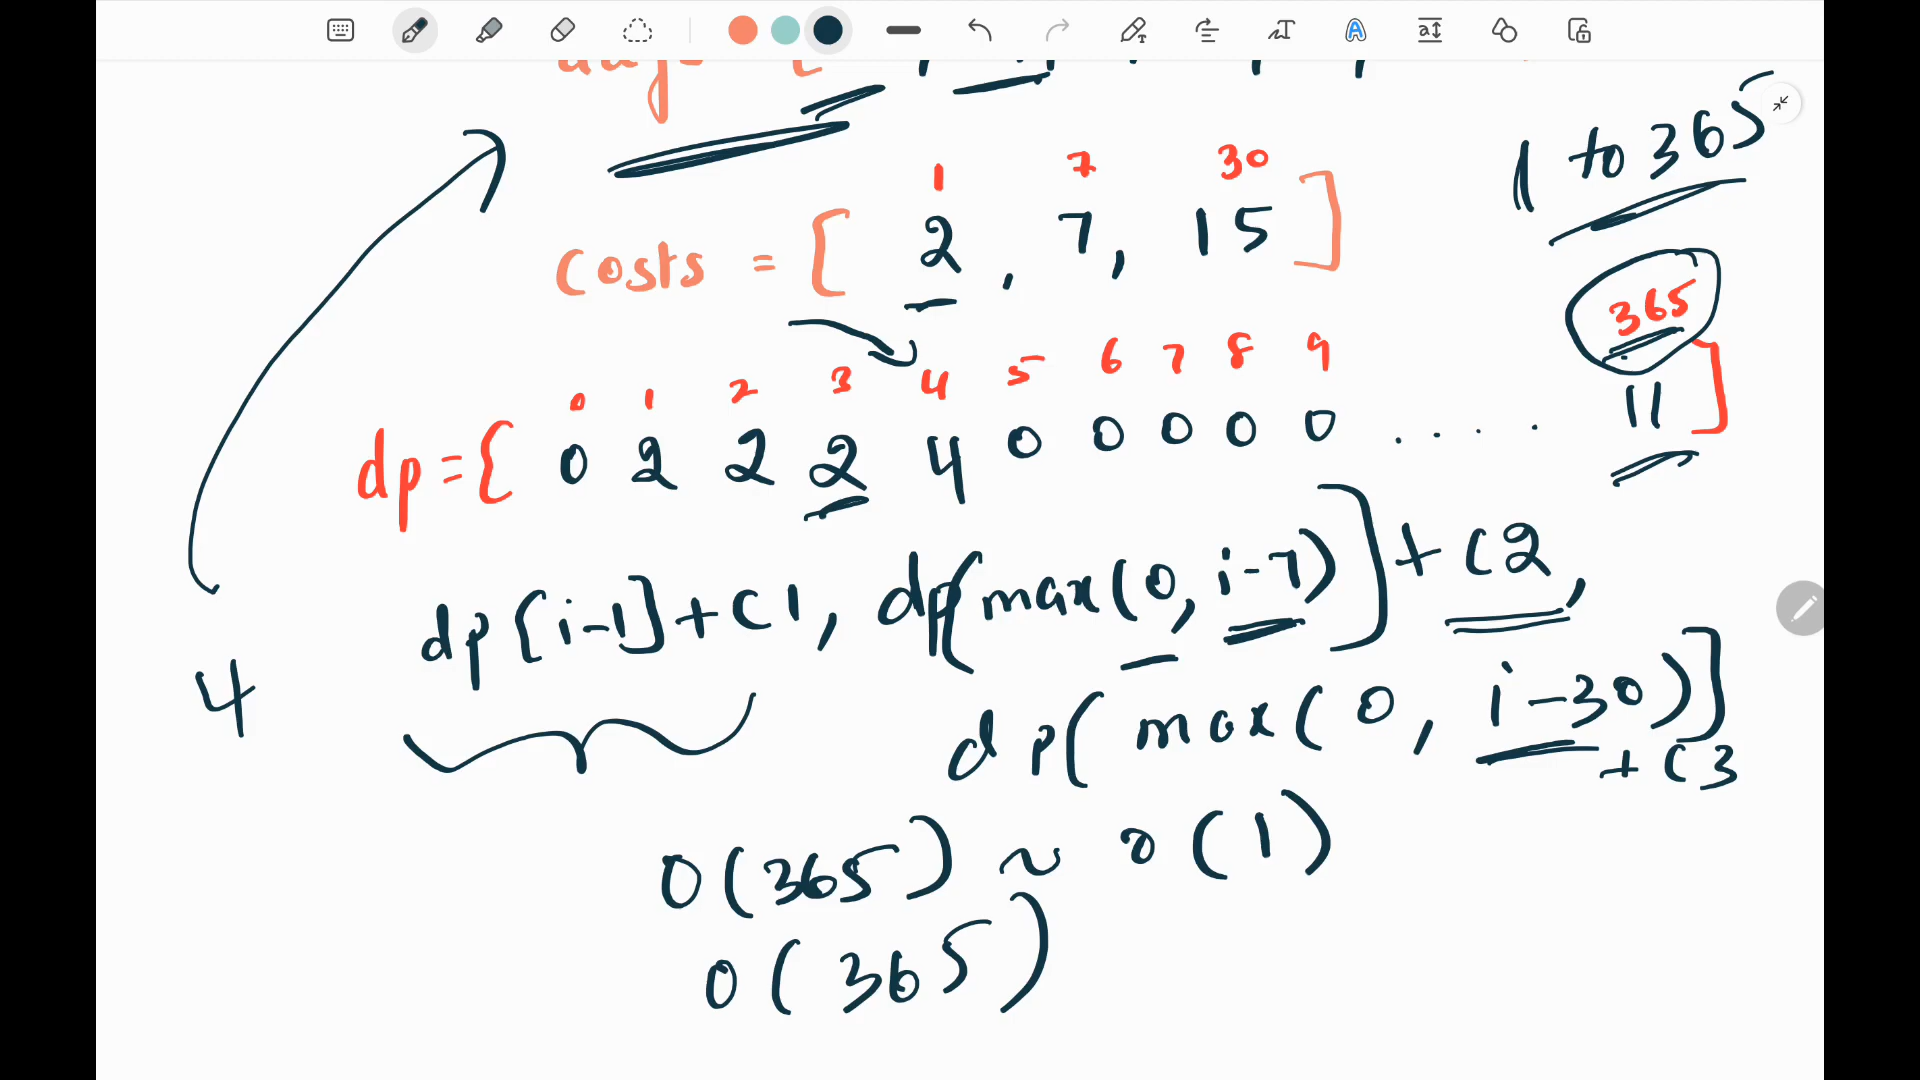 1 to 365
1 7 30
costs = [ 2 , 7 , 15 ]
365
0 1 2 3 4 5 6 7 8 9
dp = [ 0 2 2 2 4 0 0 0 0 0 . . . . 11 ]
dp[i-1] + C1, dp[max(0, i-7)] + C2,
4
dp[max(0, i-30)]
+ C3
O(365) ~ O(1)
O(365)